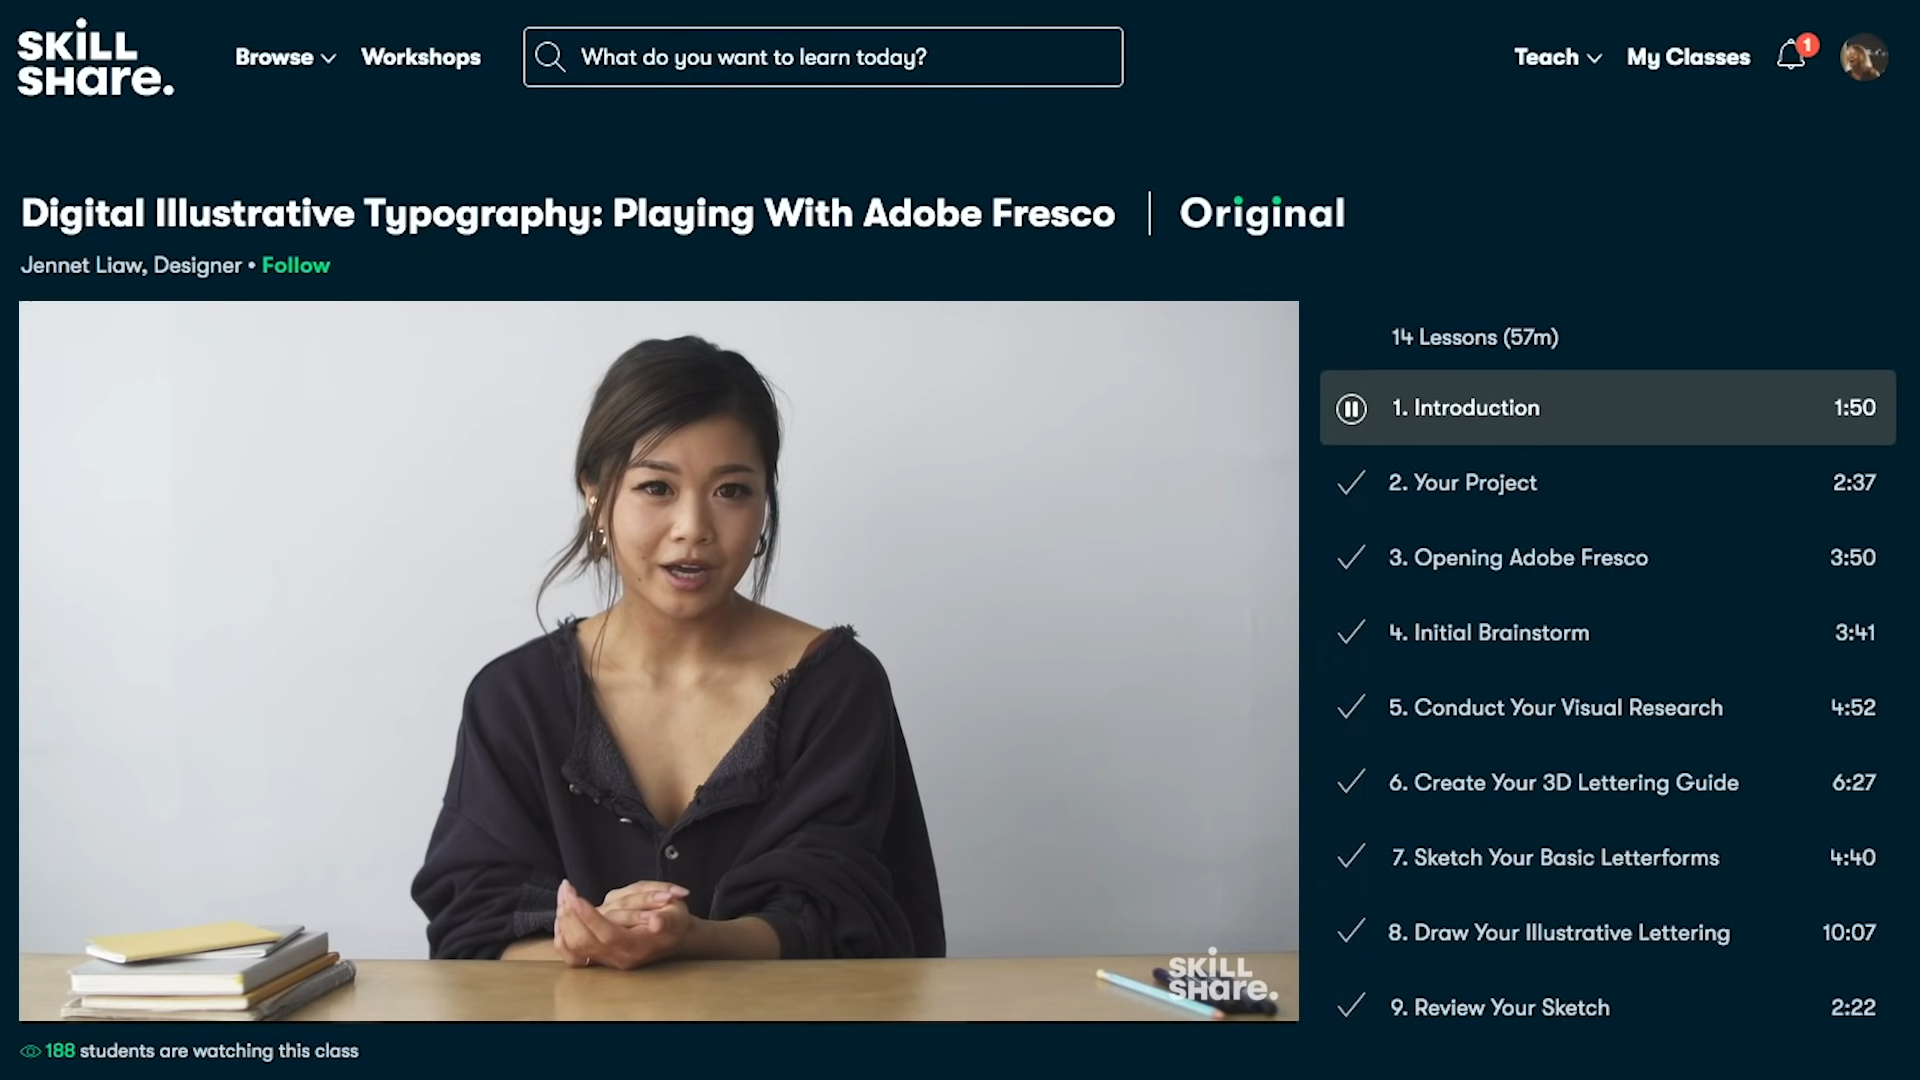 SKILL
SHare.
Browse
Workshops
What do you want to learn today?
Teach
My Classes
1
Digital Illustrative Typography: Playing With Adobe Fresco | Original
Jennet Liaw, Designer • Follow
14 Lessons (57m)
1. Introduction 1:50
2. Your Project 2:37
3. Opening Adobe Fresco 3:50
4. Initial Brainstorm 3:41
5. Conduct Your Visual Research 4:52
6. Create Your 3D Lettering Guide 6:27
7. Sketch Your Basic Letterforms 4:40
8. Draw Your Illustrative Lettering 10:07
9. Review Your Sketch 2:22
SKILL
SHare.
188 students are watching this class